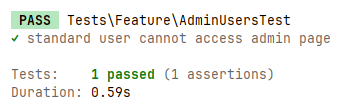 PASS Tests\Feature\AdminUsersTest
✓ standard user cannot access admin page
Tests: 1 passed (1 assertions)
Duration: 0.59s